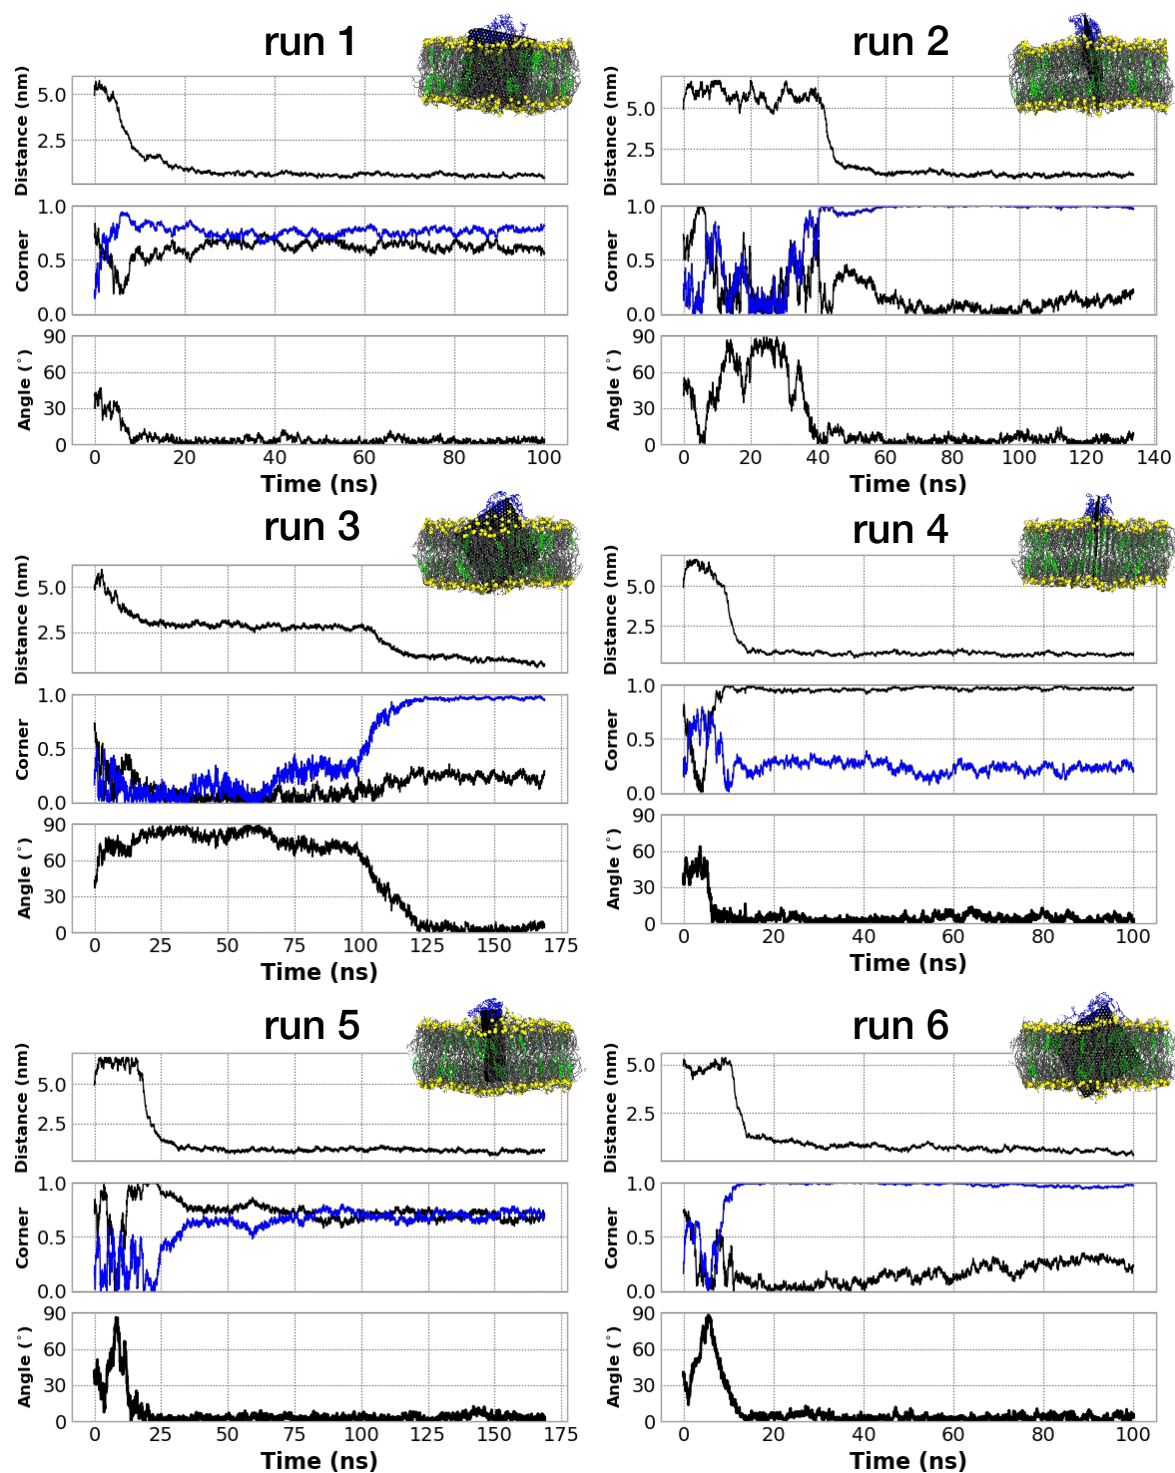 run 1
run 2
Distance (nm)
5.0
2.5
Distance (nm)
5.0
2.5
Corner
1.0
0.5
0.0
Corner
1.0
0.5
0.0
Angle (°)
90
60
30
0
Angle (°)
90
60
30
0
0 20 40 60 80 100
0 20 40 60 80 100 120 140
Time (ns)
Time (ns)
run 3
run 4
Distance (nm)
5.0
2.5
Distance (nm)
5.0
2.5
Corner
1.0
0.5
0.0
Corner
1.0
0.5
0.0
Angle (°)
90
60
30
0
Angle (°)
90
60
30
0
0 25 50 75 100 125 150 175
0 20 40 60 80 100
Time (ns)
Time (ns)
run 5
run 6
Distance (nm)
5.0
2.5
Distance (nm)
5.0
2.5
Corner
1.0
0.5
0.0
Corner
1.0
0.5
0.0
Angle (°)
90
60
30
0
Angle (°)
90
60
30
0
0 25 50 75 100 125 150 175
0 20 40 60 80 100
Time (ns)
Time (ns)